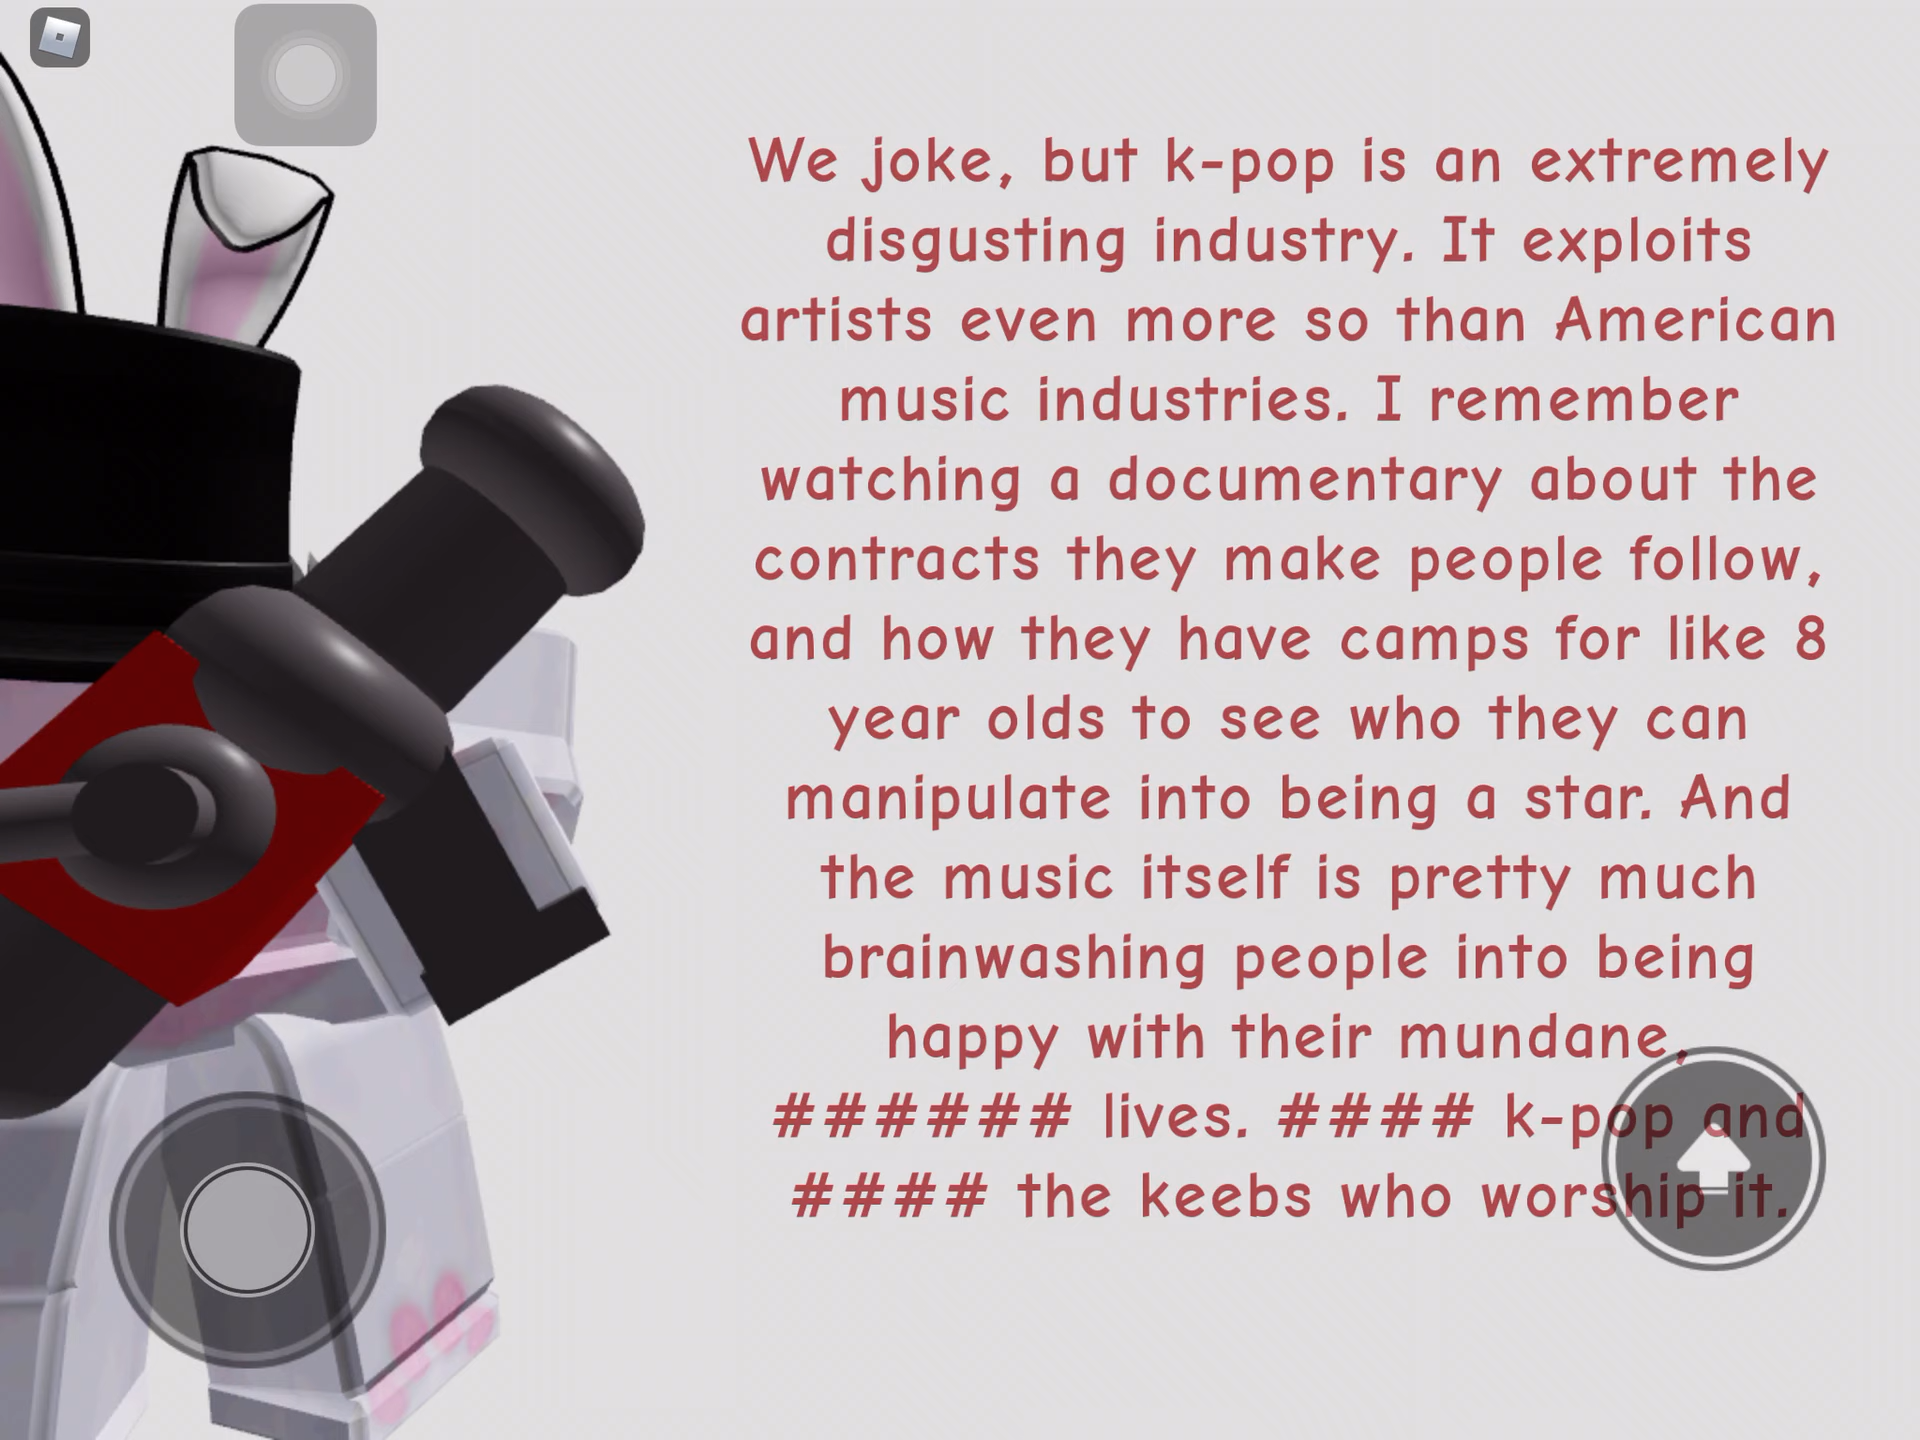 We joke, but k-pop is an extremely
disgusting industry. It exploits
artists even more so than American
music industries. I remember
watching a documentary about the
contracts they make people follow,
and how they have camps for like 8
year olds to see who they can
manipulate into being a star. And
the music itself is pretty much
brainwashing people into being
happy with their mundane,
###### lives. #### k-pop and
#### the keebs who worship it.